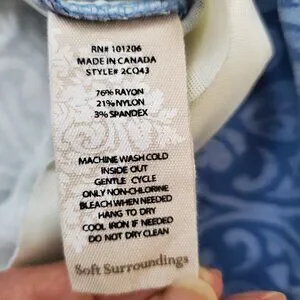 RN# 101206
MADE IN CANADA
STYLE# 2CQ43
76% RAYON
21% NYLON
3% SPANDEX
MACHINE WASH COLD
INSIDE OUT
GENTLE CYCLE
ONLY NON-CHLORINE
BLEACH WHEN NEEDED
HANG TO DRY
COOL IRON IF NEEDED
DO NOT DRY CLEAN
Soft Surroundings